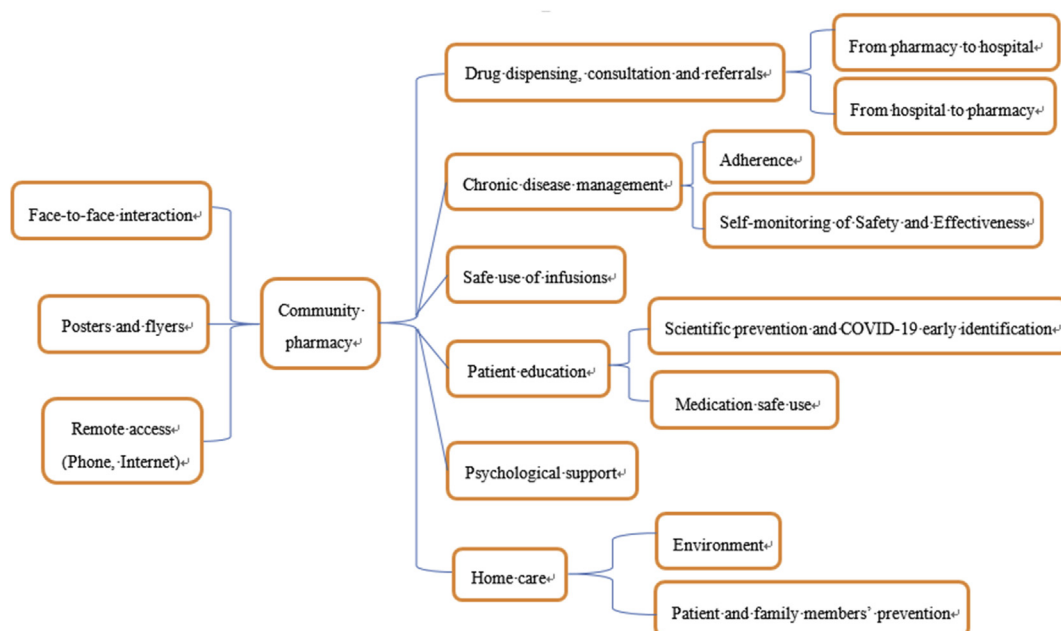 Face-to-face interaction
Posters and flyers
Remote access
(Phone, Internet)
Community
pharmacy
Drug dispensing, consultation and referrals
From pharmacy to hospital
From hospital to pharmacy
Chronic disease management
Adherence
Self-monitoring of Safety and Effectiveness
Safe use of infusions
Patient education
Scientific prevention and COVID-19 early identification
Medication safe use
Psychological support
Home care
Environment
Patient and family members’ prevention